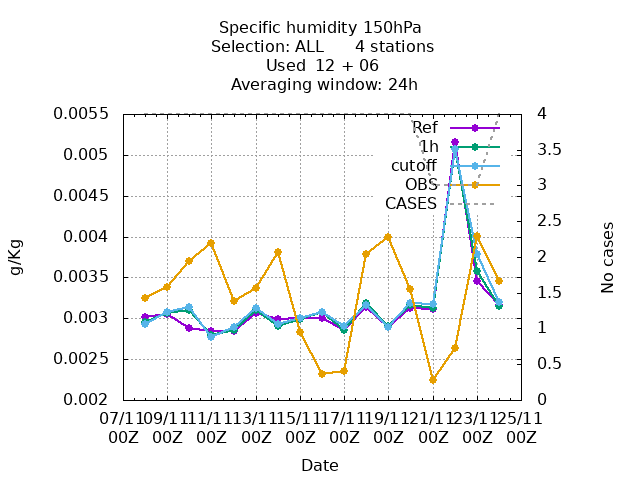 Specific humidity 150hPa
Selection: ALL      4 stations
Used  12 + 06
Averaging window: 24h
0.0055
0.005
0.0045
0.004
0.0035
0.003
0.0025
0.002
g/Kg
4
3.5
3
2.5
2
1.5
1
0.5
0
No cases
Ref
1h
cutoff
OBS
CASES
07/11 09/11 11/11 13/11 15/11 17/11 19/11 21/11 23/11 25/11
00Z 00Z 00Z 00Z 00Z 00Z 00Z 00Z 00Z 00Z
Date